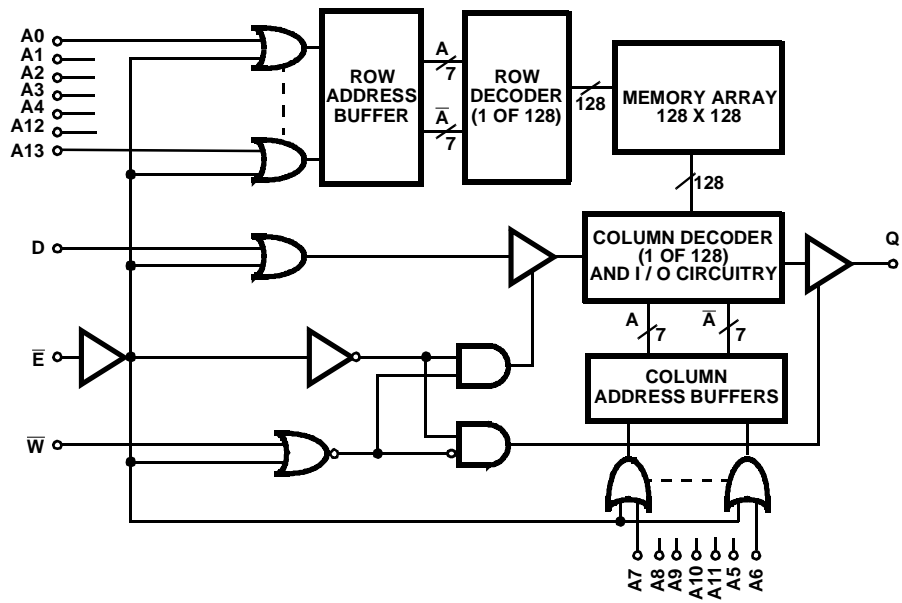 A0
A1
A2
A3
A4
A12
A13
ROW
ADDRESS
BUFFER
A
7
A̅
7
ROW
DECODER
(1 OF 128)
128
MEMORY ARRAY
128 X 128
128
D
COLUMN DECODER
(1 OF 128)
AND I / O CIRCUITRY
Q
A
7
A̅
7
E̅
COLUMN
ADDRESS BUFFERS
W̅
A7
A8
A9
A10
A11
A5
A6